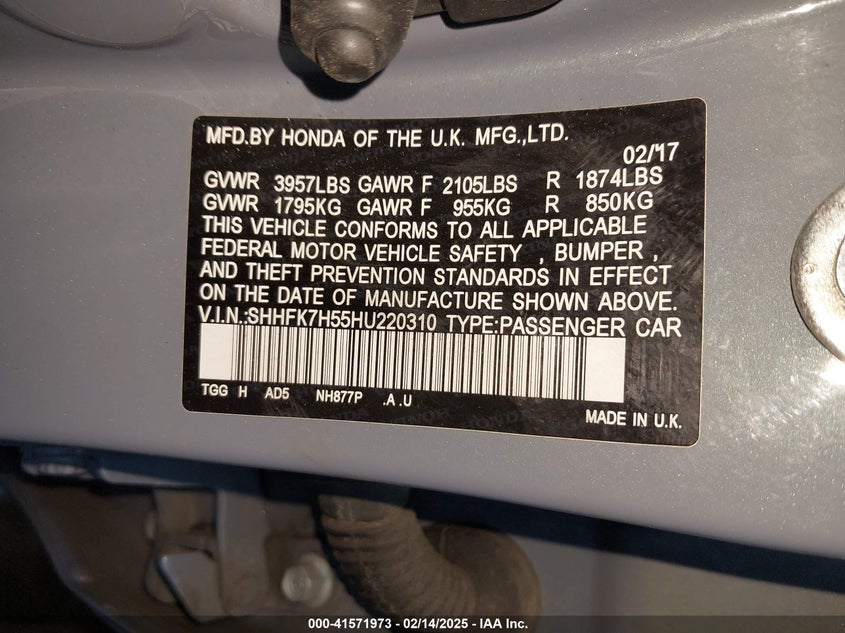 MFD.BY HONDA OF THE U.K. MFG.,LTD.
02/'17
GVWR 3957LBS GAWR F 2105LBS R 1874LBS
GVWR 1795KG GAWR F 955KG R 850KG
THIS VEHICLE CONFORMS TO ALL APPLICABLE
FEDERAL MOTOR VEHICLE SAFETY , BUMPER ,
AND THEFT PREVENTION STANDARDS IN EFFECT
ON THE DATE OF MANUFACTURE SHOWN ABOVE.
V.I.N.:SHHFK7H55HU220310 TYPE:PASSENGER CAR
TGG H AD5 NH877P .A .U
MADE IN U.K.
000-41571973 - 02/14/2025 - IAA Inc.